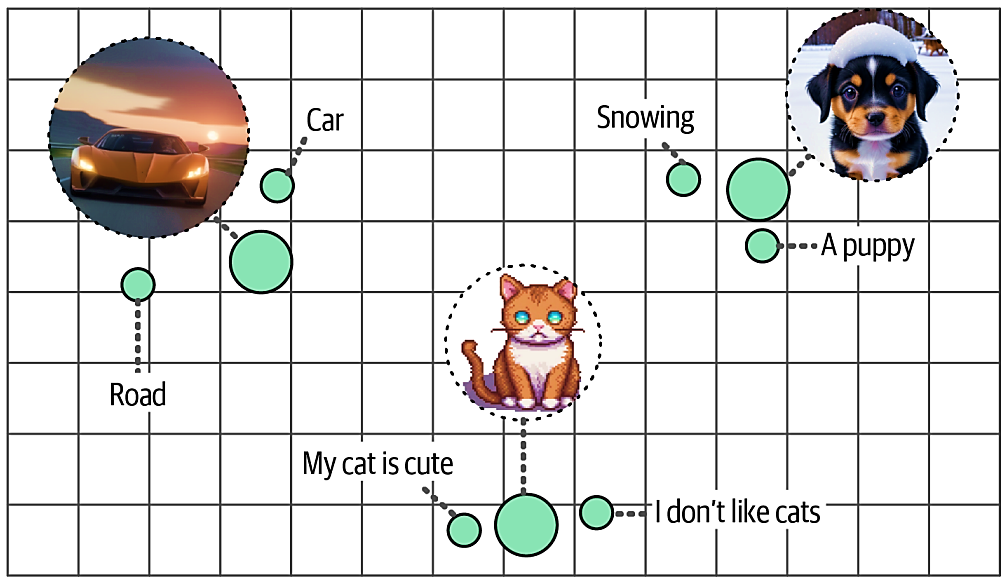 Car
Snowing
A puppy
Road
My cat is cute
I don't like cats